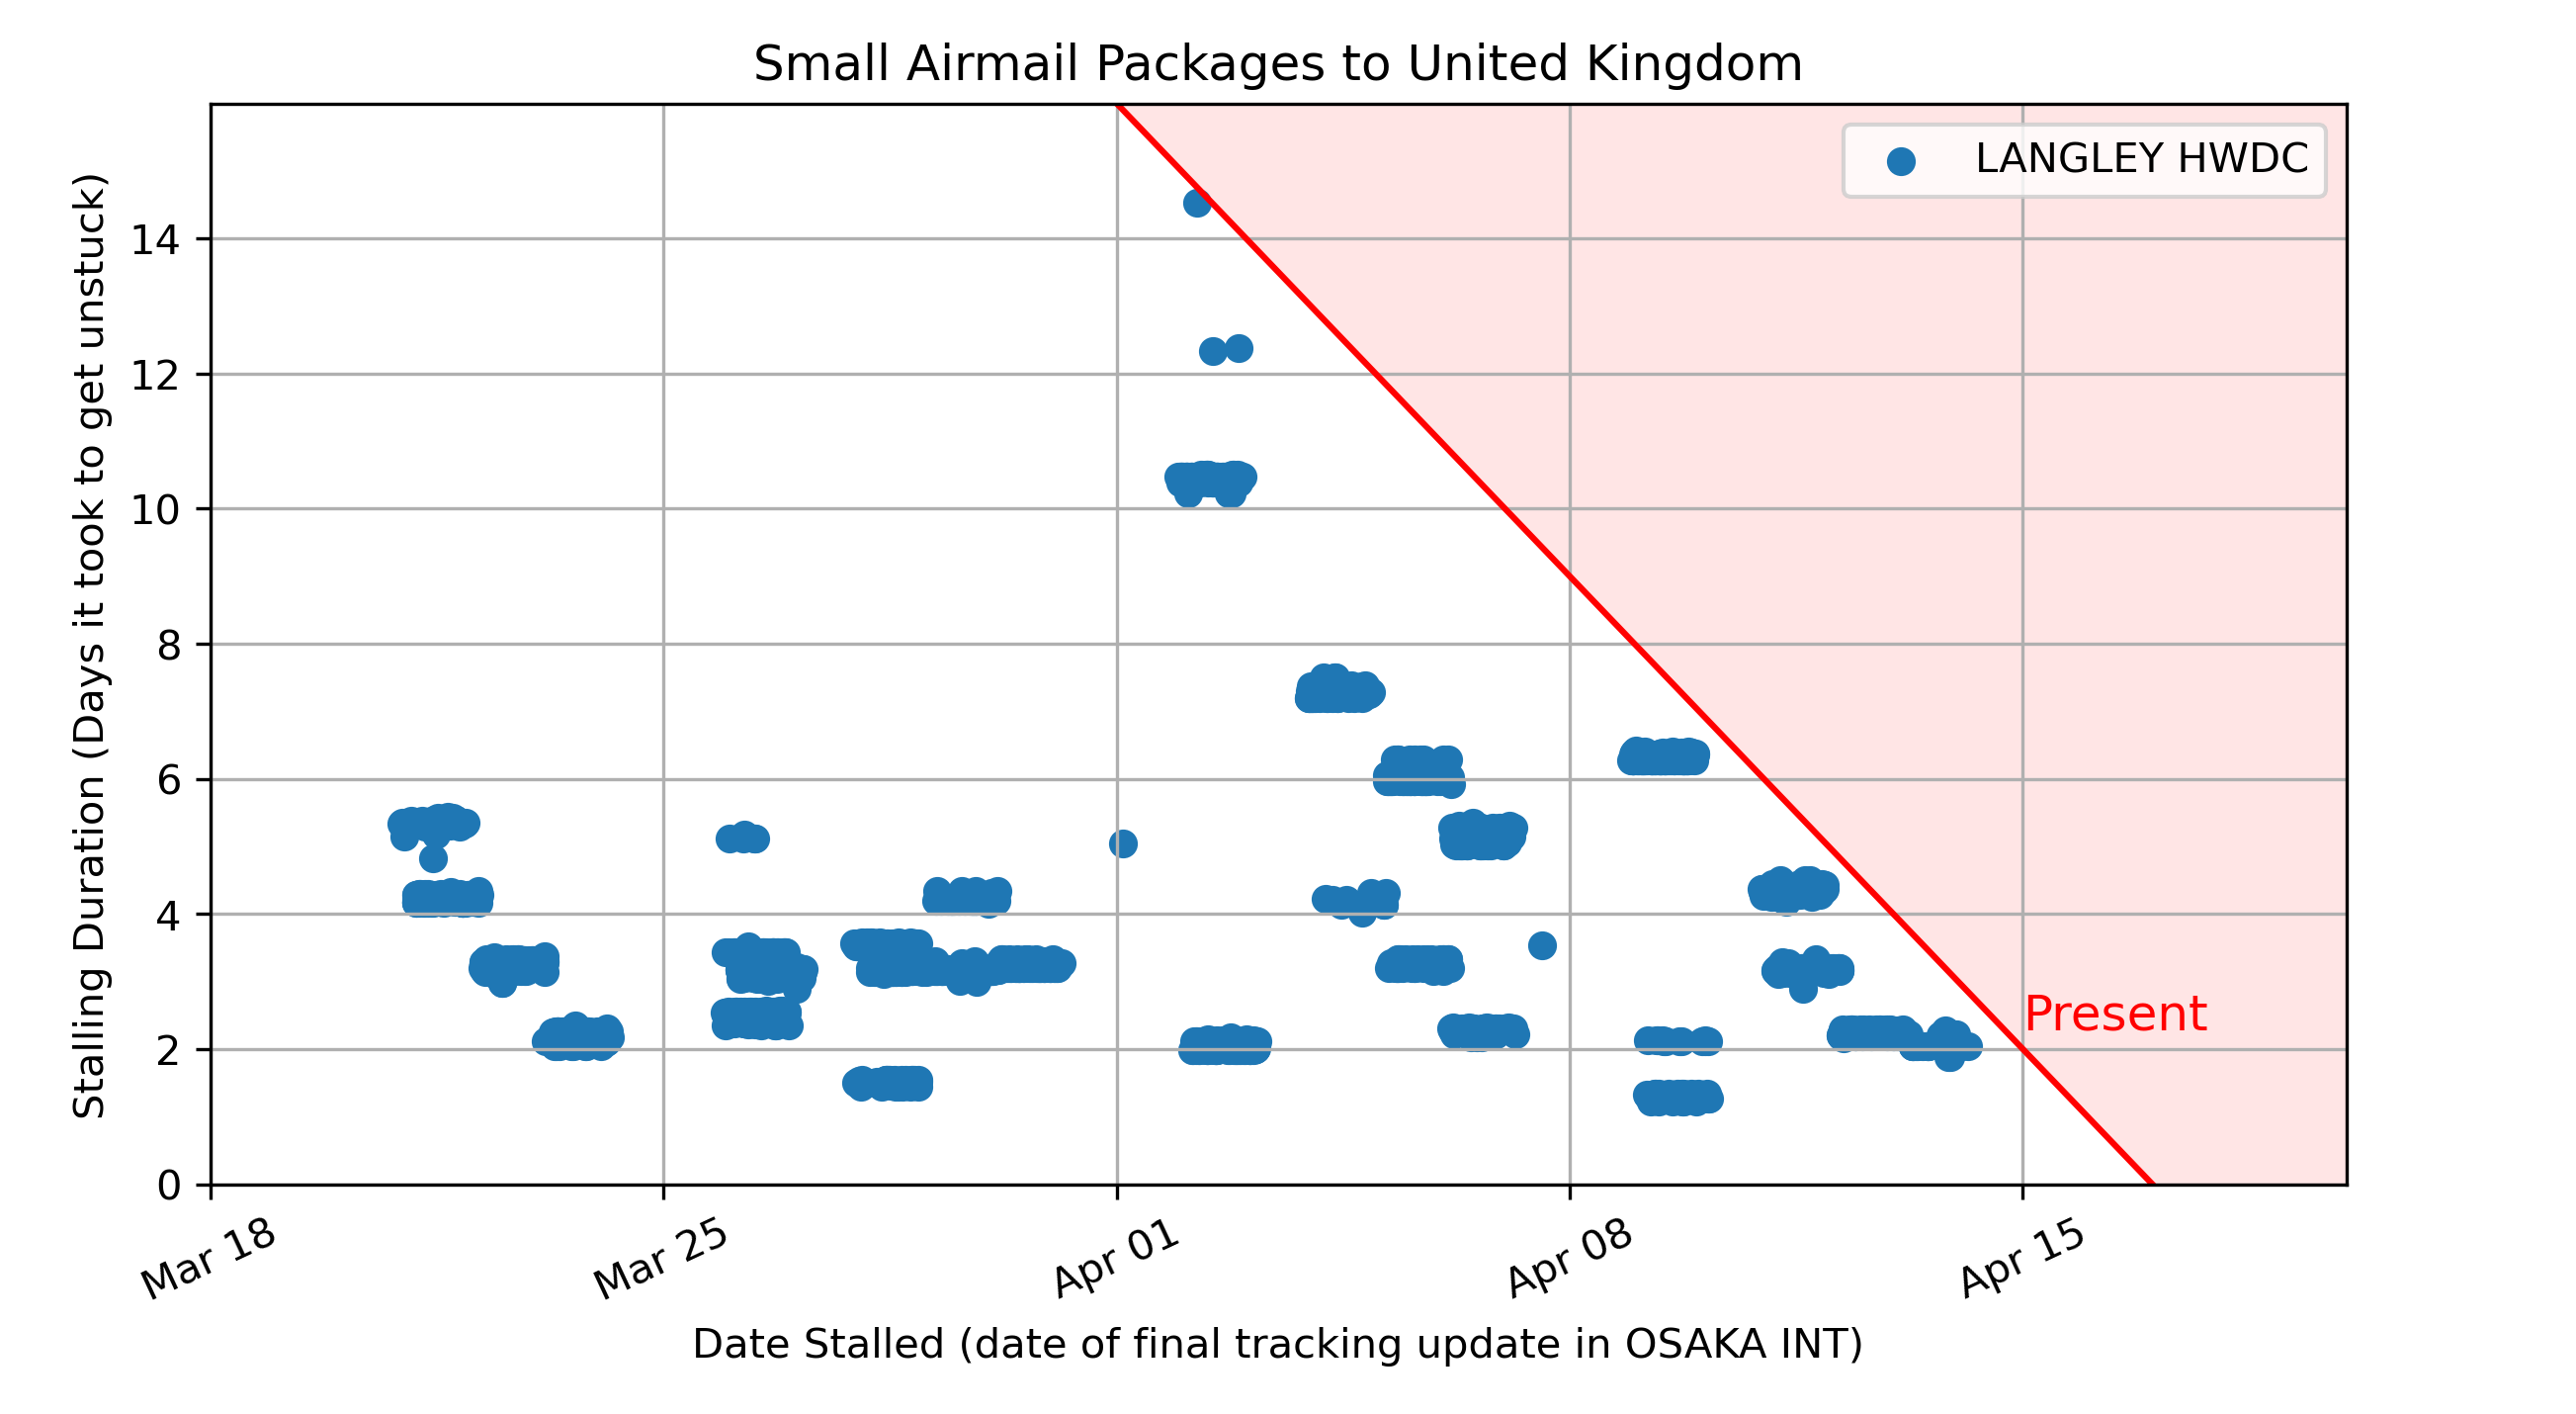 Small Airmail Packages to United Kingdom
LANGLEY HWDC
Stalling Duration (Days it took to get unstuck)
14
12
10
8
6
4
2
0
Present
Mar 18
Mar 25
Apr 01
Apr 08
Apr 15
Date Stalled (date of final tracking update in OSAKA INT)